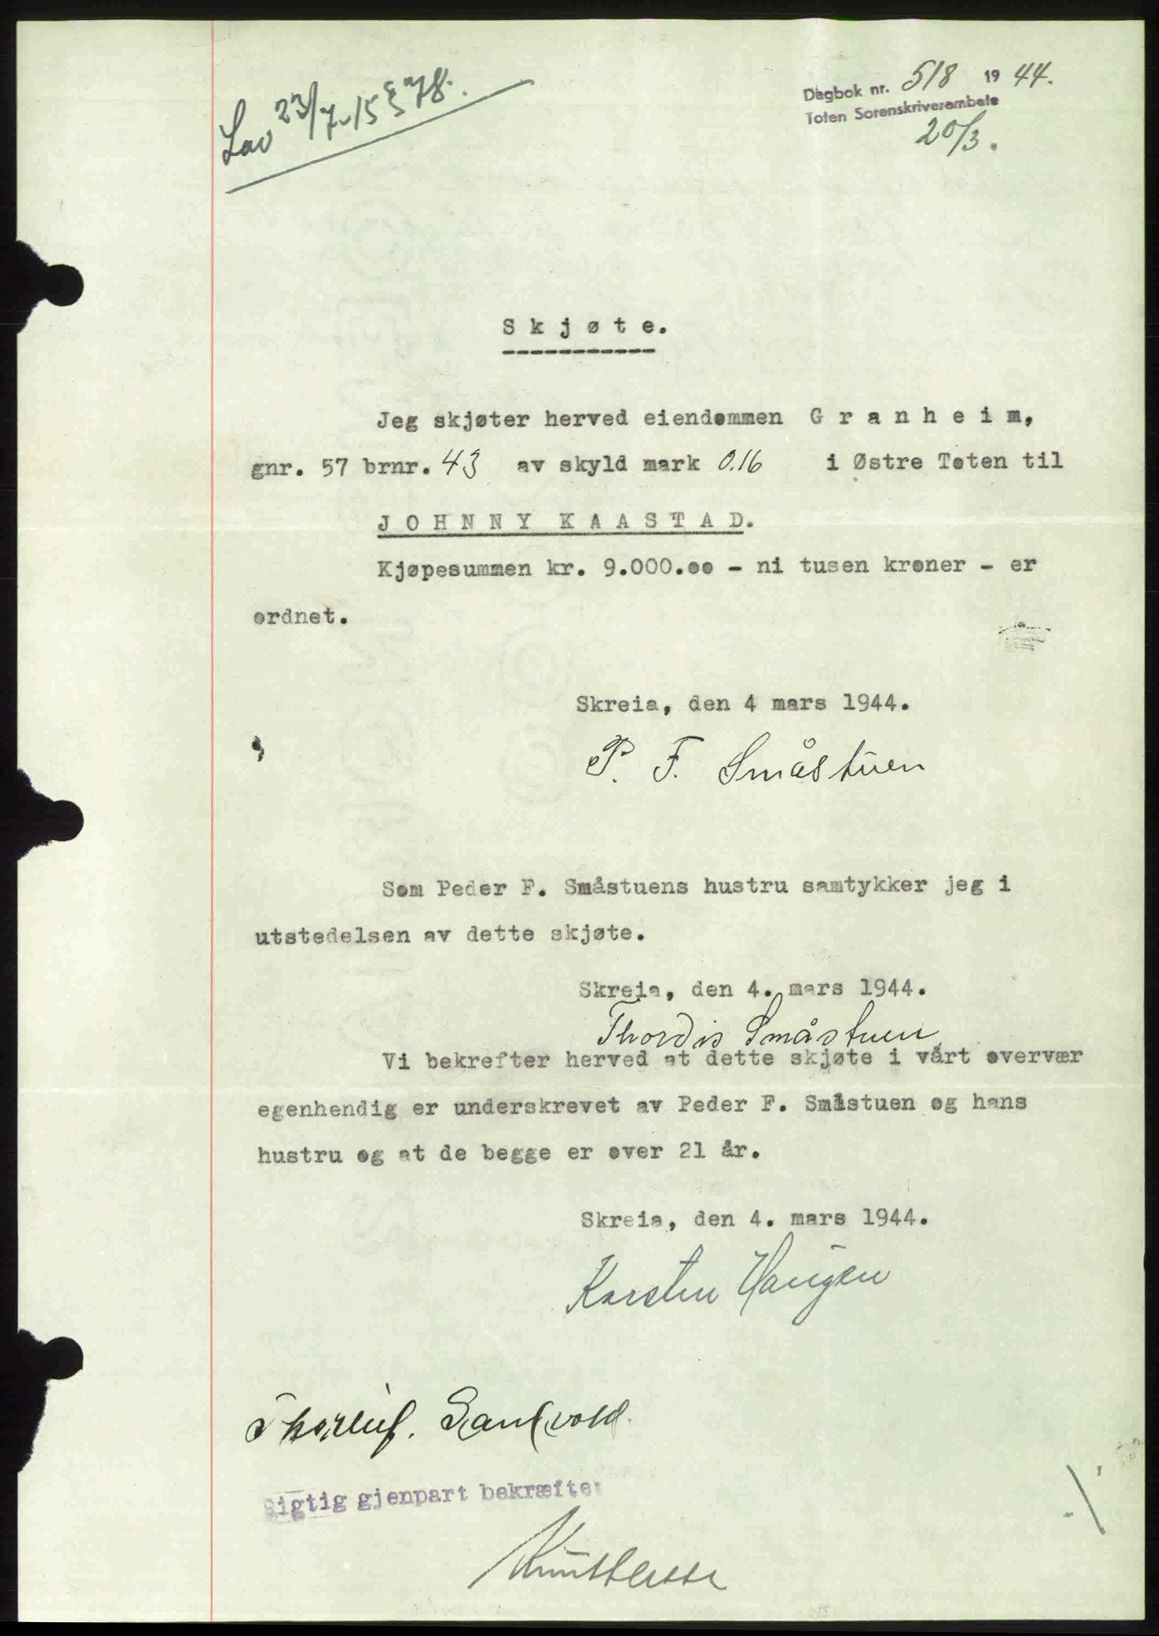 Lov 23/7-15 § 78.
Dagbok nr. 518 1944.
Toten Sorenskriverembete
20/3.
Skjøte.
Jeg skjøter herved eiendommen Granheim,
gnr. 57 brnr. 43 av skyld mark 0.16 i Østre Toten til
JOHNNY KAASTAD.
Kjøpesummen kr. 9.000.oo - ni tusen kroner - er
ordnet.
Skreia, den 4 mars 1944.
P. F. Småstuen
Som Peder F. Småstuens hustru samtykker jeg i
utstedelsen av dette skjøte.
Skreia, den 4. mars 1944.
Thordis Småstuen
Vi bekrefter herved at dette skjøte i vårt overvær
egenhendig er underskrevet av Peder F. Småstuen og hans
hustru og at de begge er over 21 år.
Skreia, den 4. mars 1944.
Karsten Haugen
Thorleif. Sandvold.
Rigtig gjenpart bekræftes